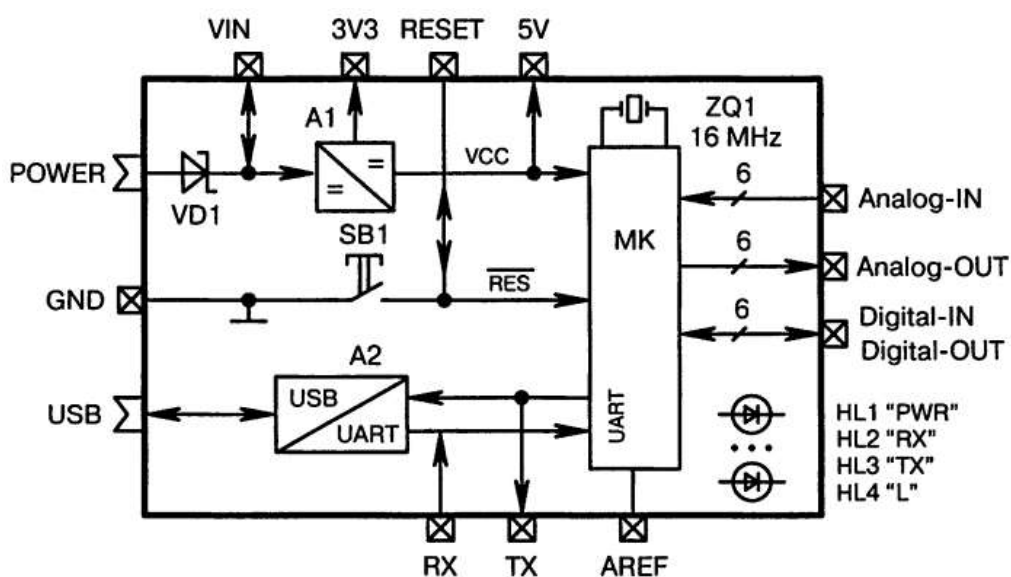 VIN 3V3 RESET 5V
A1
ZQ1
16 MHz
POWER
VD1
=
=
VCC
6
Analog-IN
SB1
MK
6
Analog-OUT
GND
RES
6
Digital-IN
Digital-OUT
A2
USB
USB
UART
UART
HL1 "PWR"
HL2 "RX"
HL3 "TX"
HL4 "L"
RX TX AREF